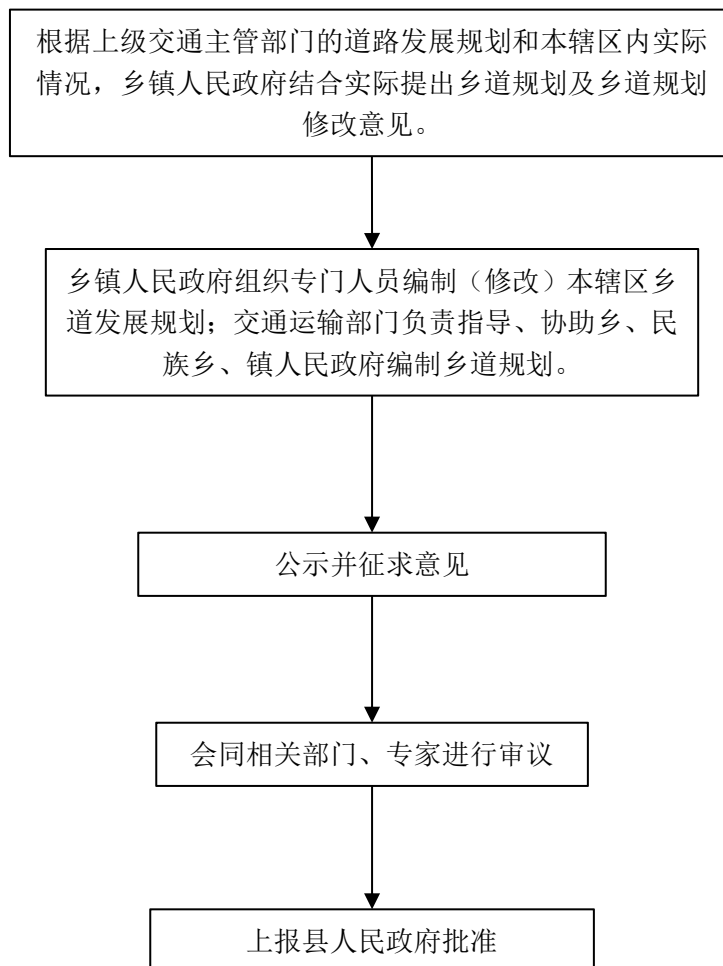 根据上级交通主管部门的道路发展规划和本辖区内实际
情况，乡镇人民政府结合实际提出乡道规划及乡道规划
修改意见。
乡镇人民政府组织专门人员编制（修改）本辖区乡
道发展规划；交通运输部门负责指导、协助乡、民
族乡、镇人民政府编制乡道规划。
公示并征求意见
会同相关部门、专家进行审议
上报县人民政府批准